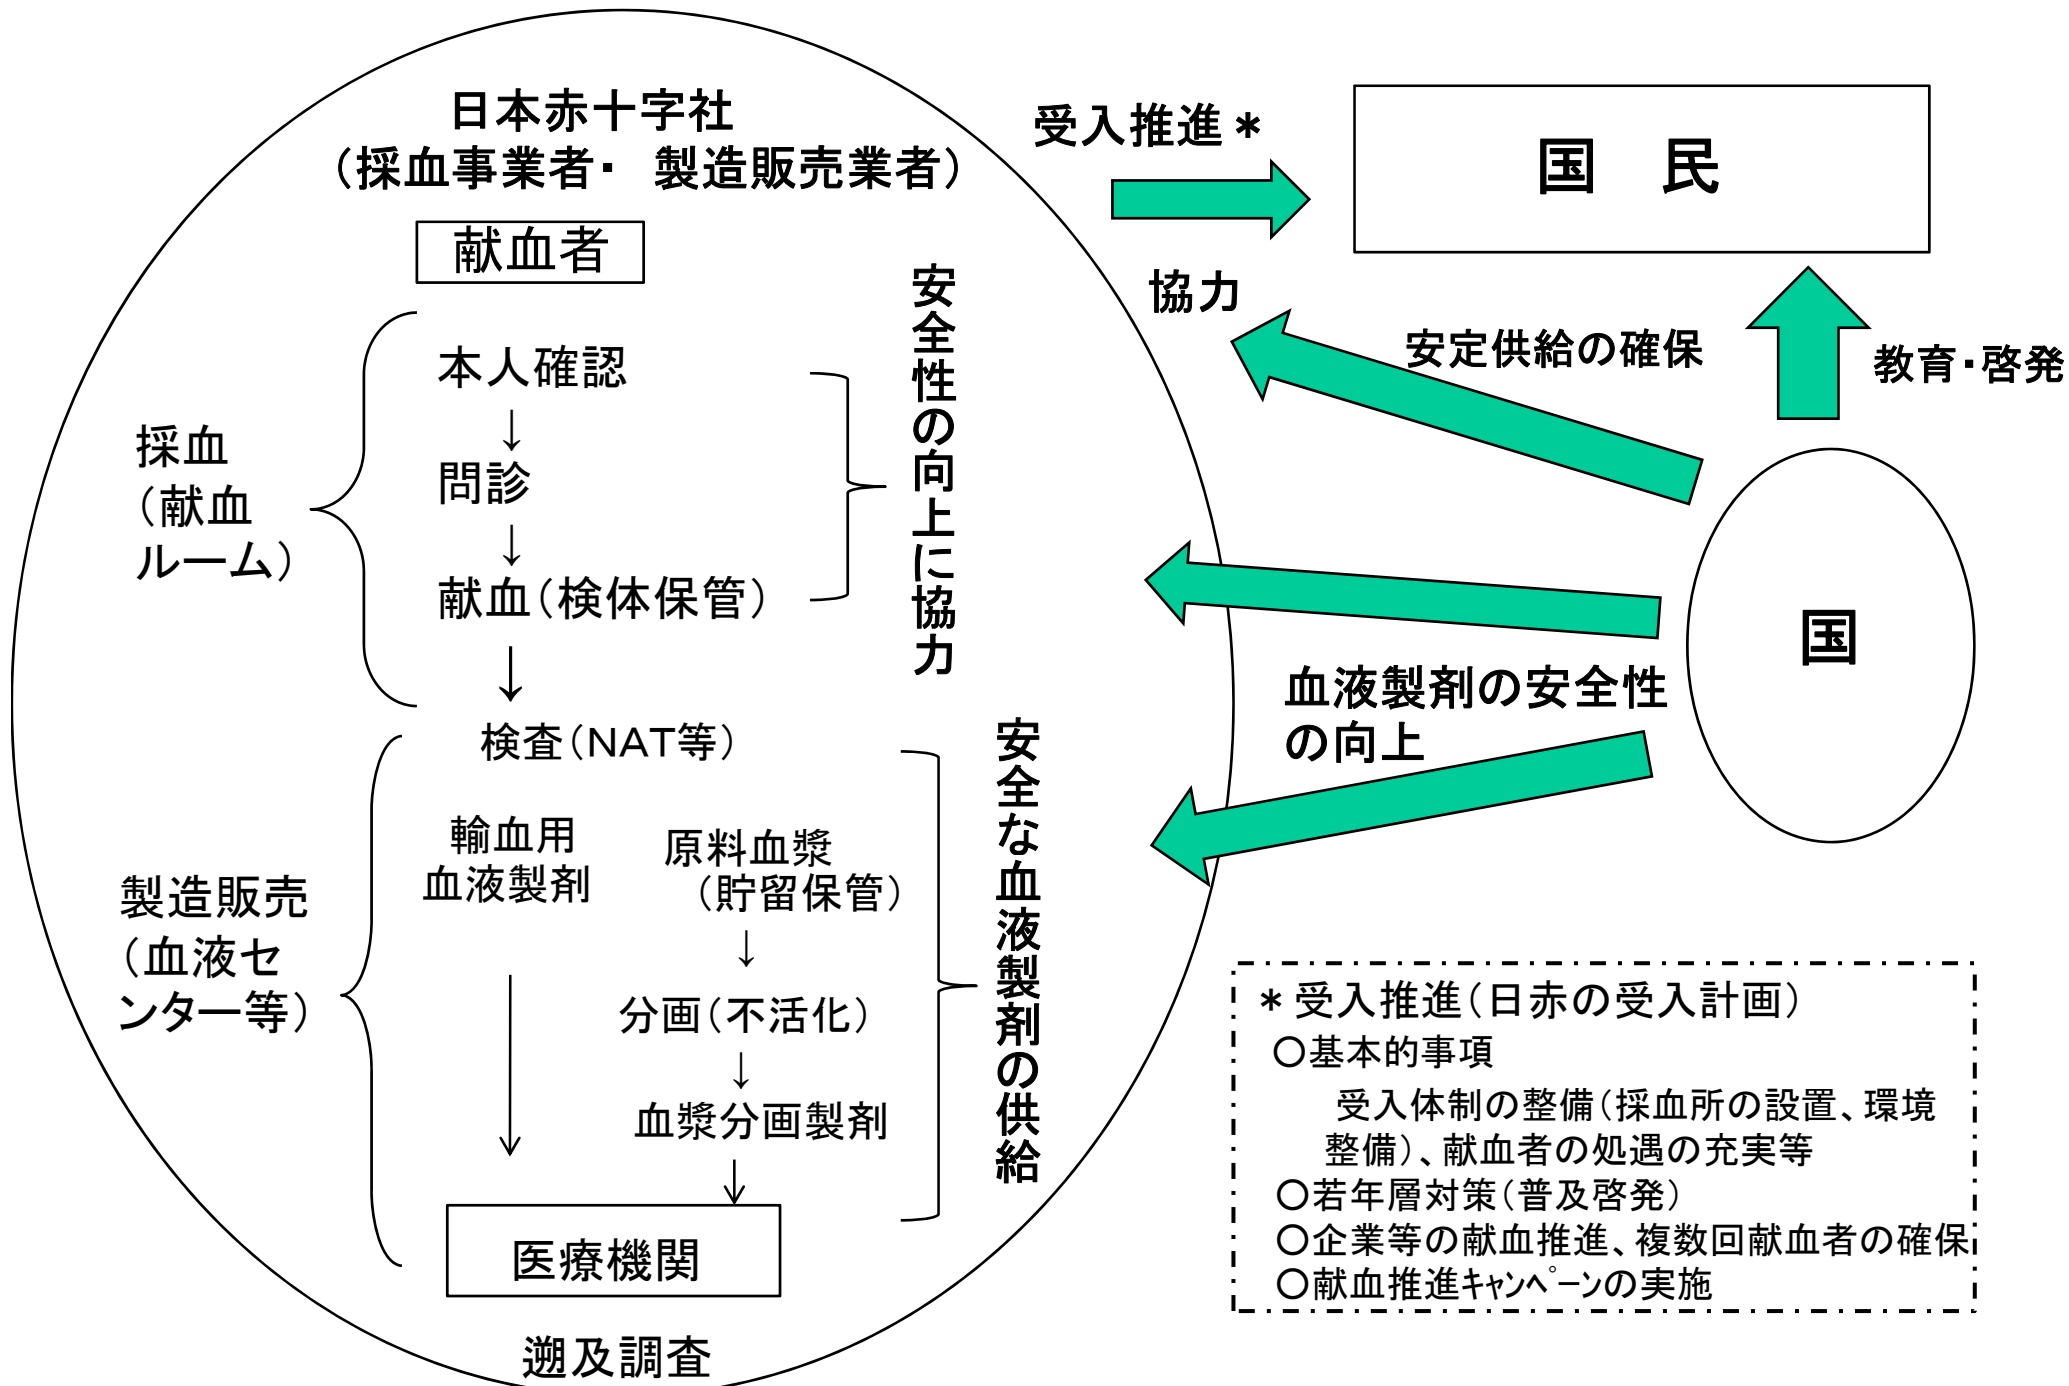 日本赤十字社
（採血事業者・　製造販売業者）
献血者
採血
（献血
ルーム）
本人確認
↓
問診
↓
献血（検体保管）
↓
安全性の向上に協力
検査（NAT等）
製造販売
（血液セ
ンター等）
輸血用
血液製剤
原料血漿
（貯留保管）
↓
分画（不活化）
↓
血漿分画製剤
安全な血液製剤の供給
医療機関
遡及調査
受入推進＊
国　民
協力
安定供給の確保
教育・啓発
国
血液製剤の安全性
の向上
＊受入推進（日赤の受入計画）
○基本的事項
受入体制の整備（採血所の設置、環境
整備）、献血者の処遇の充実等
○若年層対策（普及啓発）
○企業等の献血推進、複数回献血者の確保
○献血推進ｷｬﾝﾍﾟｰﾝの実施